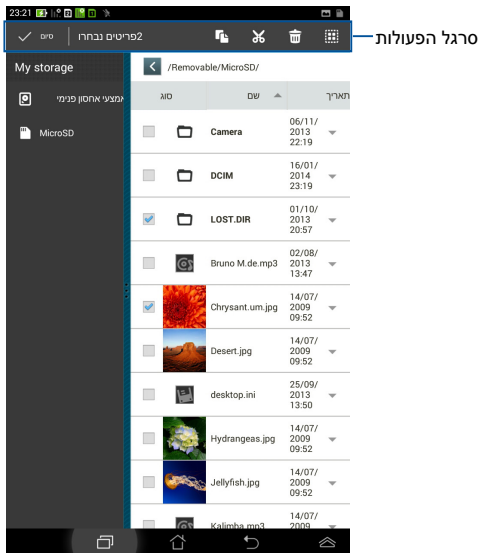 23:21
סיום
2פריטים נבחרו
סרגל הפעולות
My storage
/Removable/MicroSD/
אמצעי אחסון פנימי
סוג
שם
תאריך
MicroSD
Camera
06/11/
2013
22:19
DCIM
16/01/
2014
23:19
LOST.DIR
01/10/
2013
20:57
Bruno M.de.mp3
02/08/
2013
13:47
Chrysant.um.jpg
14/07/
2009
09:52
Desert.jpg
14/07/
2009
09:52
desktop.ini
25/09/
2013
13:50
Hydrangeas.jpg
14/07/
2009
09:52
Jellyfish.jpg
14/07/
2009
09:52
Kalimba.mp3
14/07/
2009